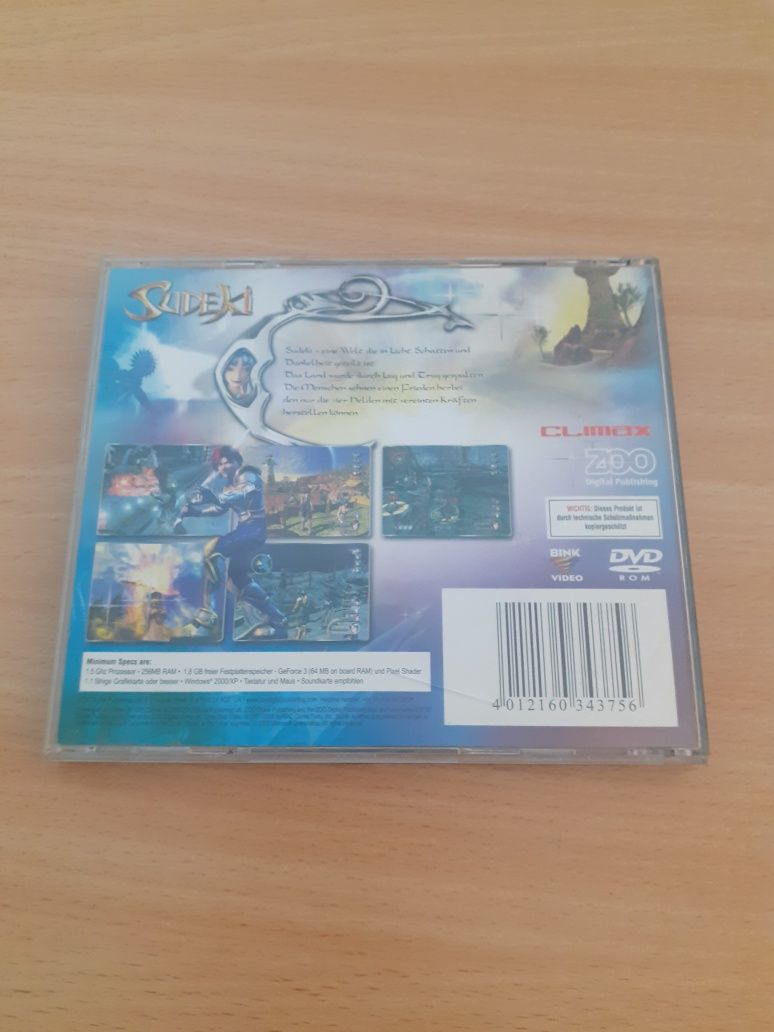 SUDEKI
Sudeki - eine Welt, die in Licht, Schatten und
Dunkelheit geteilt ist.
Das Land wurde durch Lug und Trug gespalten.
Die Menschen sehnen einen Frieden herbei,
den nur die vier Helden mit vereinten Kräften
herstellen können.
CLIMAX
ZOO
Digital Publishing
WICHTIG: Dieses Produkt ist
durch technische Schutzmaßnahmen
kopiergeschützt
BINK
VIDEO
DVD
ROM
Minimum Specs are:
1.5 Ghz Prozessor - 256MB RAM • 1,8 GB freier Festplattenspeicher - GeForce 3 (64 MB on board RAM) und Pixel Shader
1.1 fähige Grafikkarte oder besser • Windows® 2000/XP • Tastatur und Maus • Soundkarte empfohlen
4 012160 343756